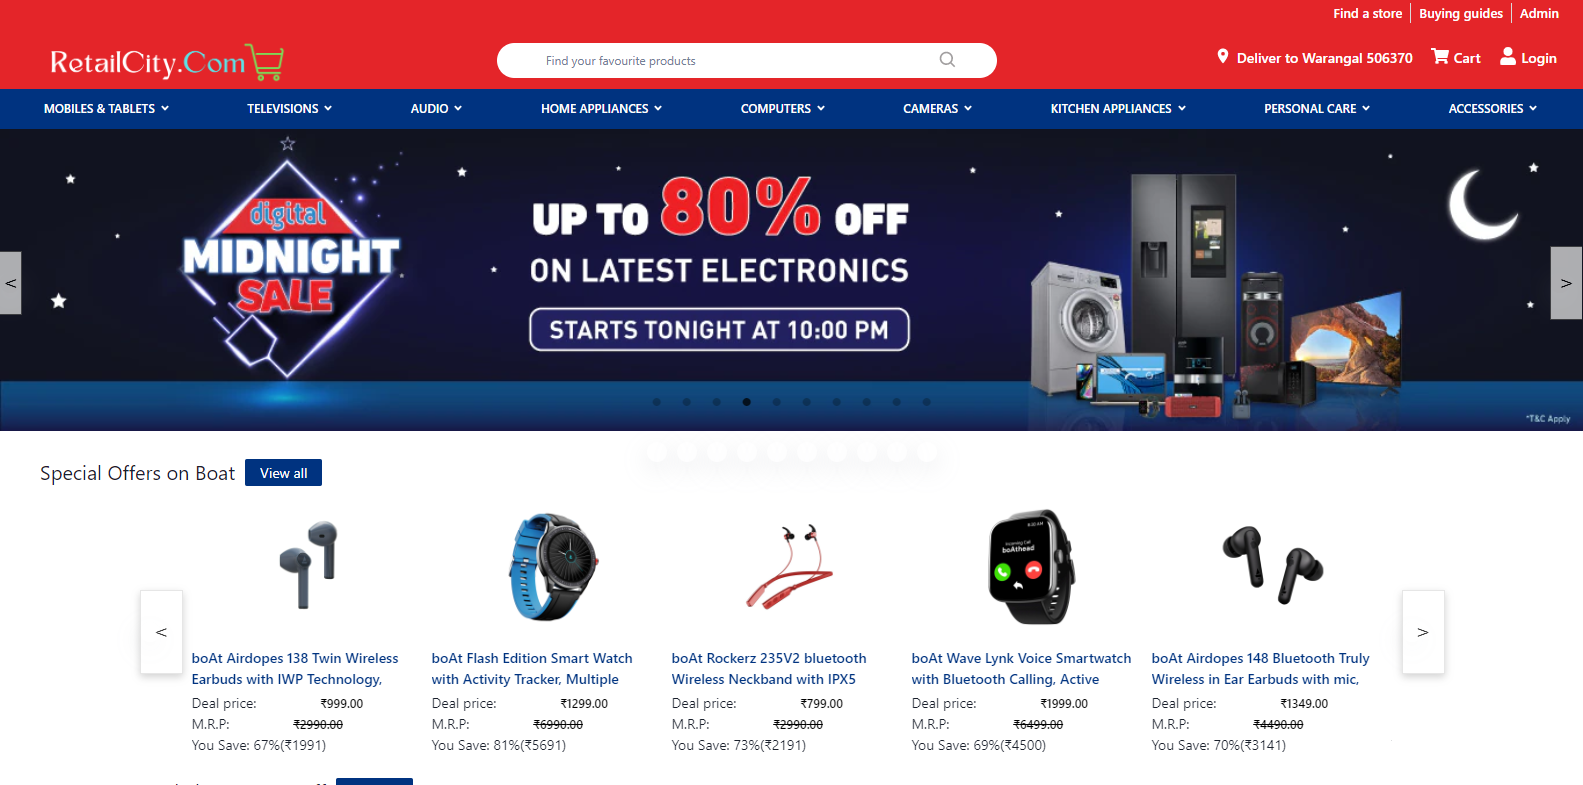 Find a store
Buying guides
Admin
RetailCity.Com
Find your favourite products
Deliver to Warangal 506370
Cart
Login
MOBILES & TABLETS
TELEVISIONS
AUDIO
HOME APPLIANCES
COMPUTERS
CAMERAS
KITCHEN APPLIANCES
PERSONAL CARE
ACCESSORIES
digital
MIDNIGHT
SALE
UP TO 80% OFF
ON LATEST ELECTRONICS
STARTS TONIGHT AT 10:00 PM
*T&C Apply
<
>
Special Offers on Boat
View all
<
>
boAt Airdopes 138 Twin Wireless
Earbuds with IWP Technology,
Deal price: ₹999.00
M.R.P: ₹2990.00
You Save: 67%(₹1991)
boAt Flash Edition Smart Watch
with Activity Tracker, Multiple
Deal price: ₹1299.00
M.R.P: ₹6990.00
You Save: 81%(₹5691)
boAt Rockerz 235V2 bluetooth
Wireless Neckband with IPX5
Deal price: ₹799.00
M.R.P: ₹2990.00
You Save: 73%(₹2191)
8:30 AM
Incoming Call
boAthead
boAt Wave Lynk Voice Smartwatch
with Bluetooth Calling, Active
Deal price: ₹1999.00
M.R.P: ₹6499.00
You Save: 69%(₹4500)
boAt Airdopes 148 Bluetooth Truly
Wireless in Ear Earbuds with mic,
Deal price: ₹1349.00
M.R.P: ₹4490.00
You Save: 70%(₹3141)